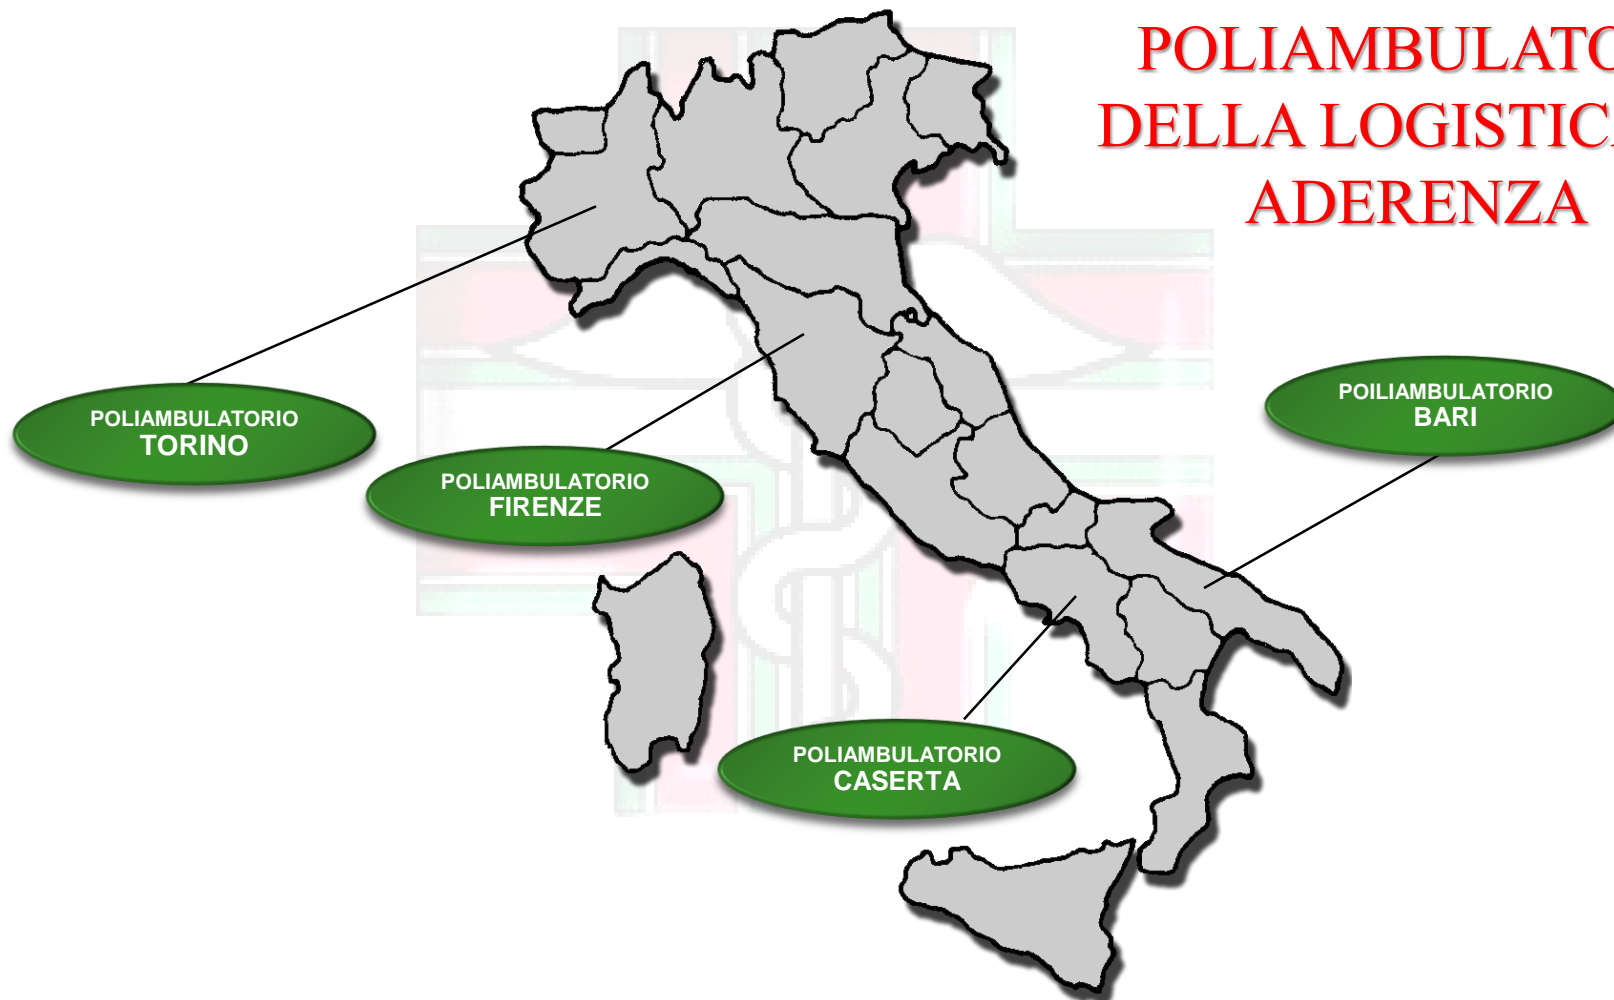 POLIAMBULATO
DELLA LOGISTIC
ADERENZA
POLIAMBULATORIO
TORINO
POLIAMBULATORIO
FIRENZE
POILIAMBULATORIO
BARI
POLIAMBULATORIO
CASERTA